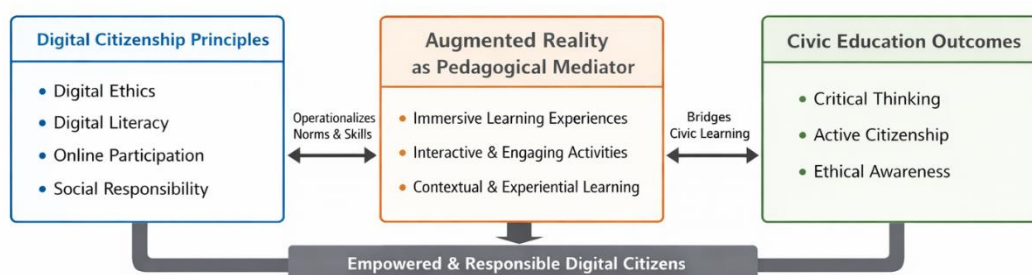 Digital Citizenship Principles
• Digital Ethics
• Digital Literacy
• Online Participation
• Social Responsibility
Operationalizes
Norms & Skills
Augmented Reality
as Pedagogical Mediator
• Immersive Learning Experiences
• Interactive & Engaging Activities
• Contextual & Experiential Learning
Bridges
Civic Learning
Civic Education Outcomes
• Critical Thinking
• Active Citizenship
• Ethical Awareness
Empowered & Responsible Digital Citizens